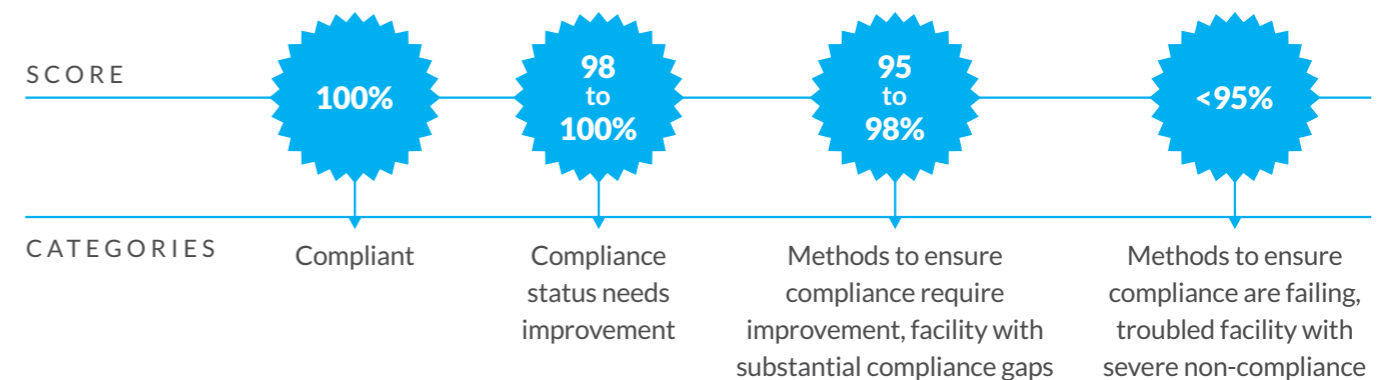 SCORE
100%
98
to
100%
95
to
98%
<95%
CATEGORIES
Compliant
Compliance
status needs
improvement
Methods to ensure
compliance require
improvement, facility with
substantial compliance gaps
Methods to ensure
compliance are failing,
troubled facility with
severe non-compliance